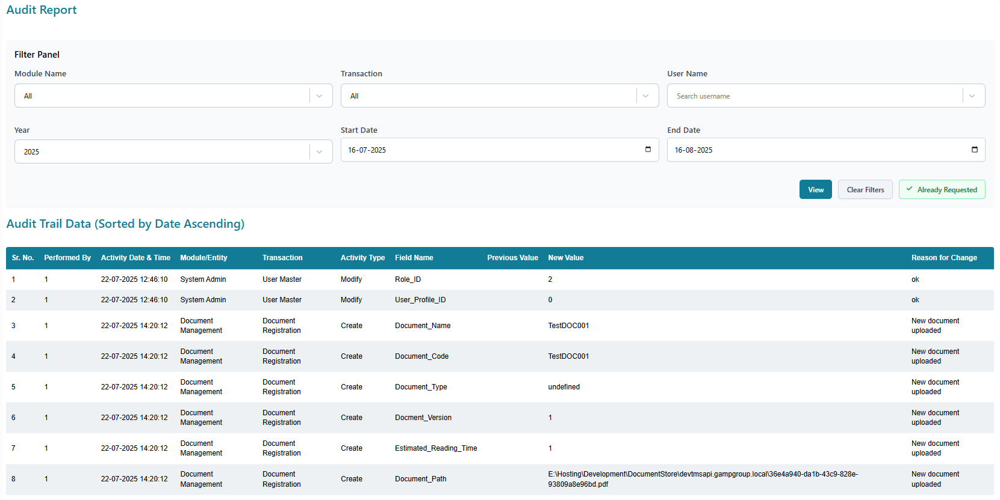 Audit Report
Filter Panel
Module Name Transaction User Name
All All Search username
Year Start Date End Date
2025 16-07-2025 16-08-2025
View Clear Filters Already Requested
Audit Trail Data (Sorted by Date Ascending)
Sr. No. Performed By Activity Date & Time Module/Entity Transaction Activity Type Field Name Previous Value New Value Reason for Change
1 1 22-07-2025 12:46:10 System Admin User Master Modify Role_ID 2 ok
2 1 22-07-2025 12:46:10 System Admin User Master Modify User_Profile_ID 0 ok
Document Document New document
3 1 22-07-2025 14:20:12 Create Document_Name TestDOC001
Management Registration uploaded
Document Document New document
4 1 22-07-2025 14:20:12 Create Document_Code TestDOC001
Management Registration uploaded
Document Document New document
5 1 22-07-2025 14:20:12 Create Document_Type undefined
Management Registration uploaded
Document Document New document
6 1 22-07-2025 14:20:12 Create Docment_Version 1
Management Registration uploaded
Document Document New document
7 1 22-07-2025 14:20:12 Create Estimated_Reading_Time 1
Management Registration uploaded
Document Document E:\Hosting\Development\DocumentStore\devtmsapi.gampgroup.local\36e4a940-da1b-43c9-828e- New document
8 1 22-07-2025 14:20:12 Create Document_Path
Management Registration 93809a8e96bd.pdf uploaded